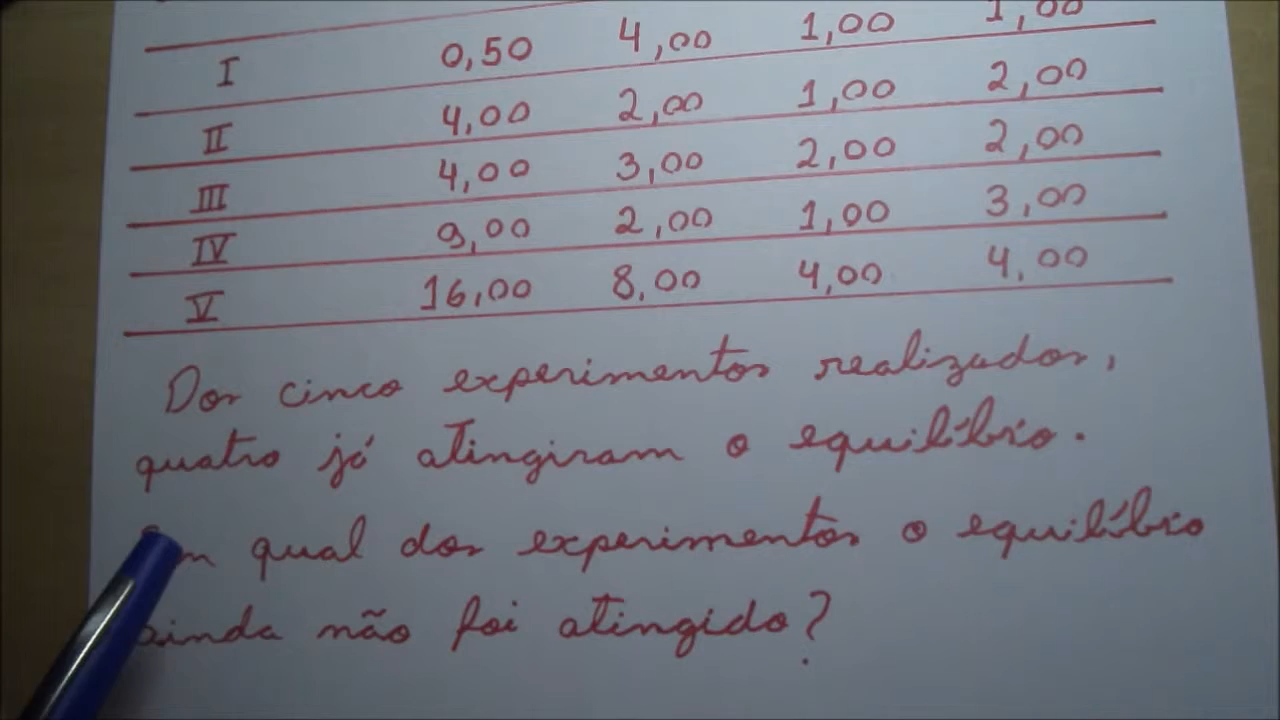 I 0,50 4,00 1,00 1,00
II 4,00 2,00 1,00 2,00
III 4,00 3,00 2,00 2,00
IV 9,00 2,00 1,00 3,00
V 16,00 8,00 4,00 4,00
Dos cinco experimentos realizados,
quatro já atingiram o equilíbrio.
qual dos experimentos o equilíbrio
ainda não foi atingido?